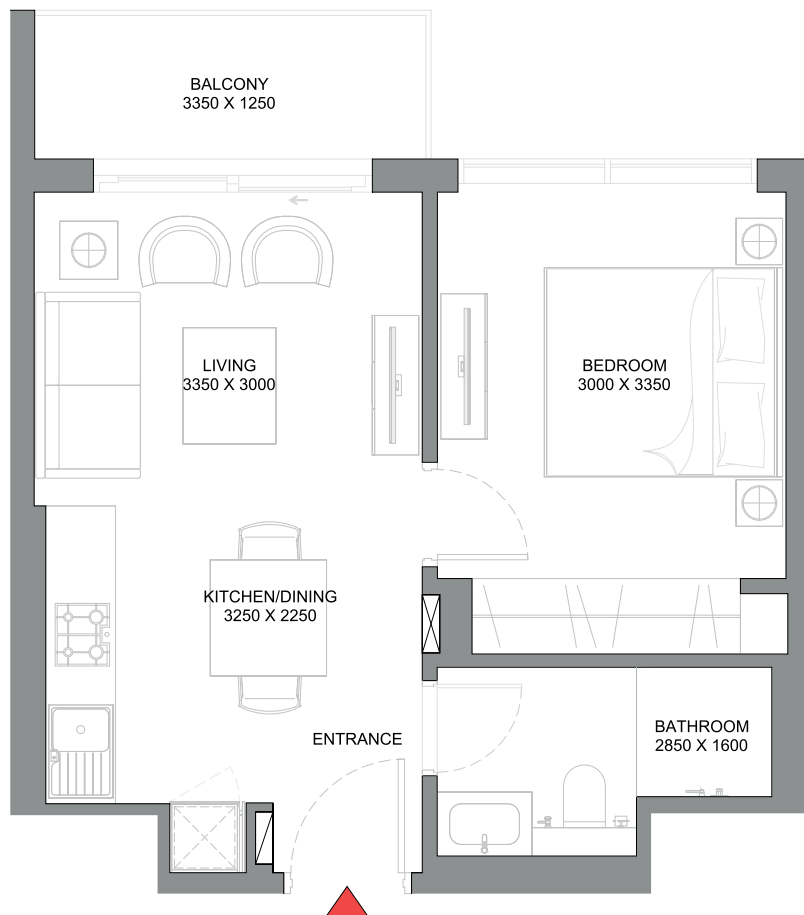 BALCONY
3350 X 1250
LIVING
3350 X 3000
BEDROOM
3000 X 3350
KITCHEN/DINING
3250 X 2250
ENTRANCE
BATHROOM
2850 X 1600